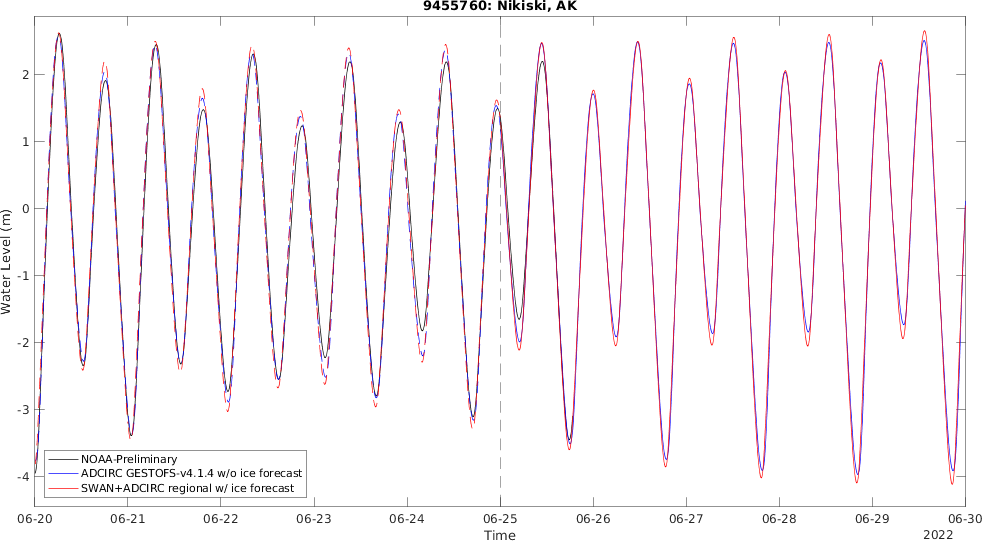 9455760: Nikiski, AK
Water Level (m)
2
1
0
-1
-2
-3
-4
NOAA-Preliminary
ADCIRC GESTOFS-v4.1.4 w/o ice forecast
SWAN+ADCIRC regional w/ ice forecast
06-20 06-21 06-22 06-23 06-24 06-25 06-26 06-27 06-28 06-29 06-30
Time
2022